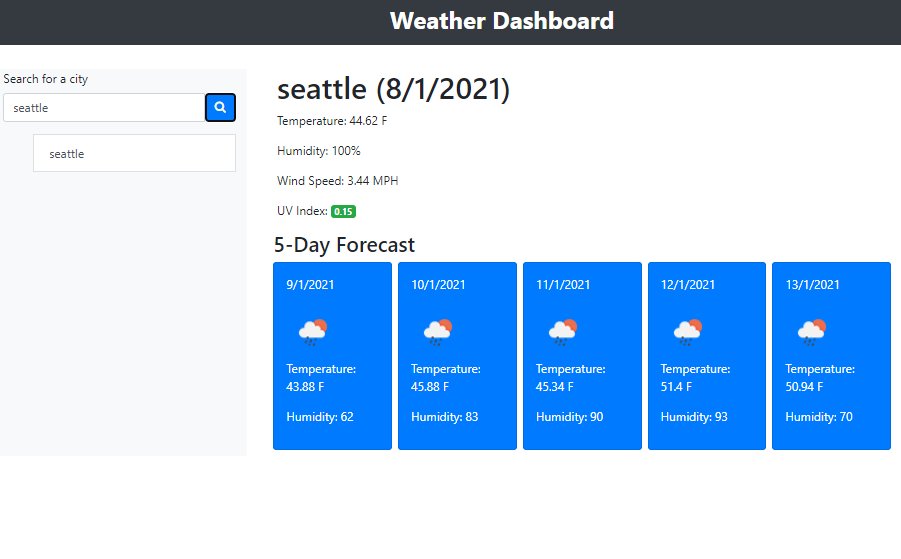 Weather Dashboard
Search for a city
seattle
seattle
seattle (8/1/2021)
Temperature: 44.62 F
Humidity: 100%
Wind Speed: 3.44 MPH
UV Index: 0.15
5-Day Forecast
9/1/2021
Temperature:
43.88 F
Humidity: 62
10/1/2021
Temperature:
45.88 F
Humidity: 83
11/1/2021
Temperature:
45.34 F
Humidity: 90
12/1/2021
Temperature:
51.4 F
Humidity: 93
13/1/2021
Temperature:
50.94 F
Humidity: 70